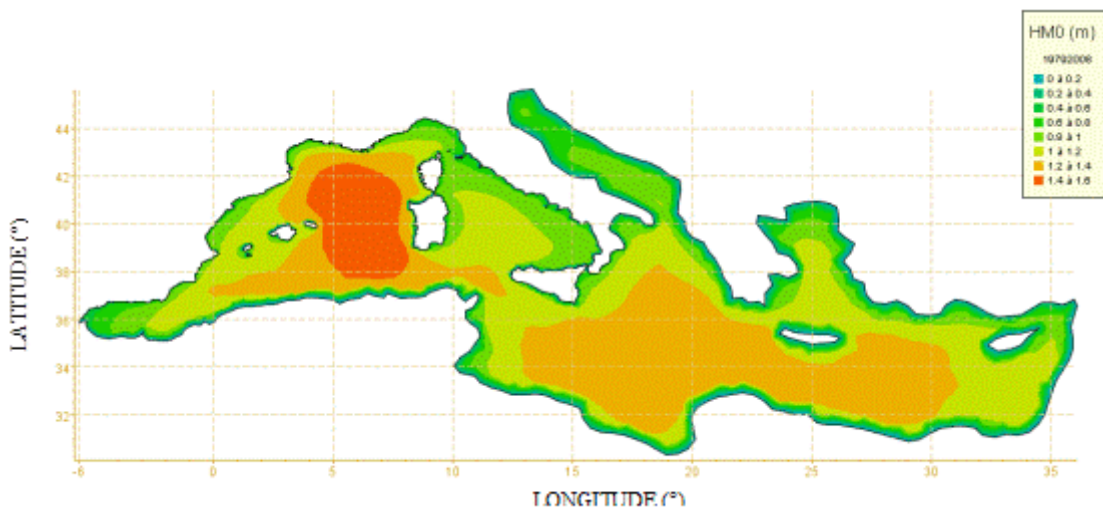 HM0 (m)
19792008
0 à 0.2
0.2 à 0.4
0.4 à 0.6
0.6 à 0.8
0.8 à 1
1 à 1.2
1.2 à 1.4
1.4 à 1.6
44
42
40
38
36
34
32
LATITUDE (°)
-6
0
5
10
15
20
25
30
35
LONGITUDE (°)